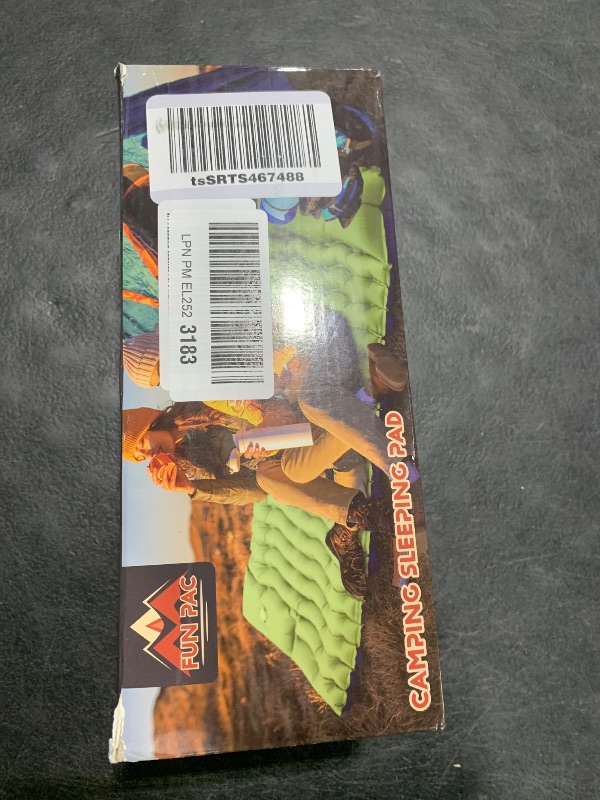 tsSRTS467488
LPN PM EL252 3183
FUN PAC
CAMPING SLEEPING PAD